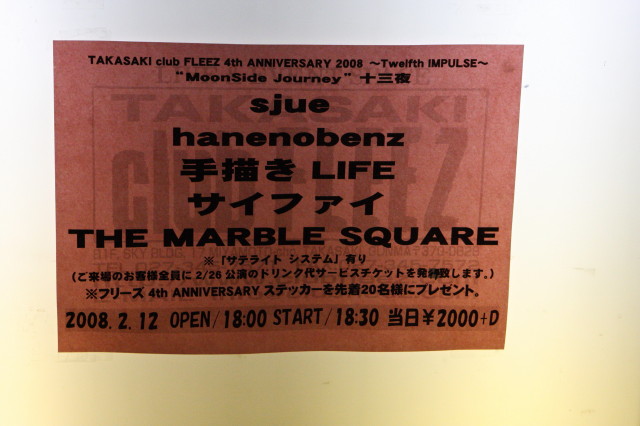 TAKASAKI club FLEEZ 4th ANNIVERSARY 2008 ～Twelfth IMPULSE～
"MoonSide Journey" 十三夜
sjue
hanenobenz
手描き LIFE
サイファイ
THE MARBLE SQUARE
※「サテライト システム」有り
(ご来場のお客様全員に 2/26 公演のドリンク代サービスチケットを発行致します。)
※フリーズ 4th ANNIVERSARY ステッカーを先着20名様にプレゼント。
2008. 2. 12 OPEN/18:00 START/18:30 当日￥2000+D
TAKASAKI
club FLEEZ